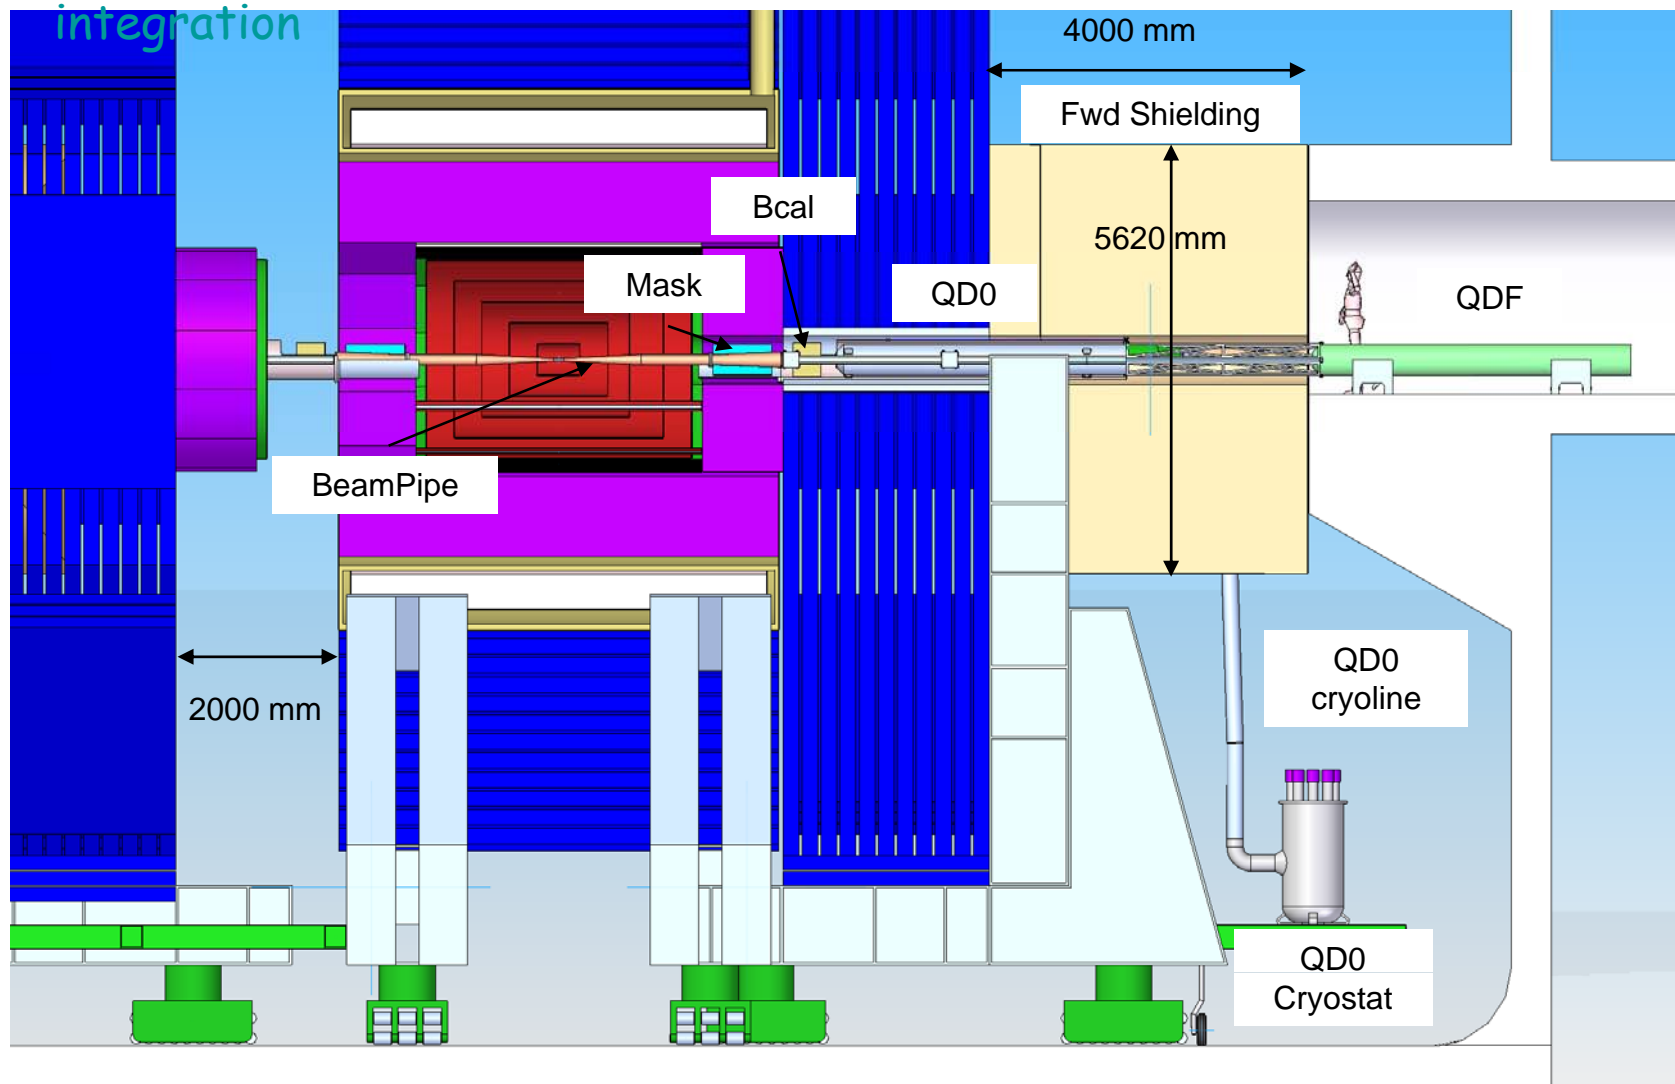 integration
4000 mm
Fwd Shielding
Bcal
5620 mm
Mask
QD0
QDF
BeamPipe
QD0
cryoline
2000 mm
QD0
Cryostat